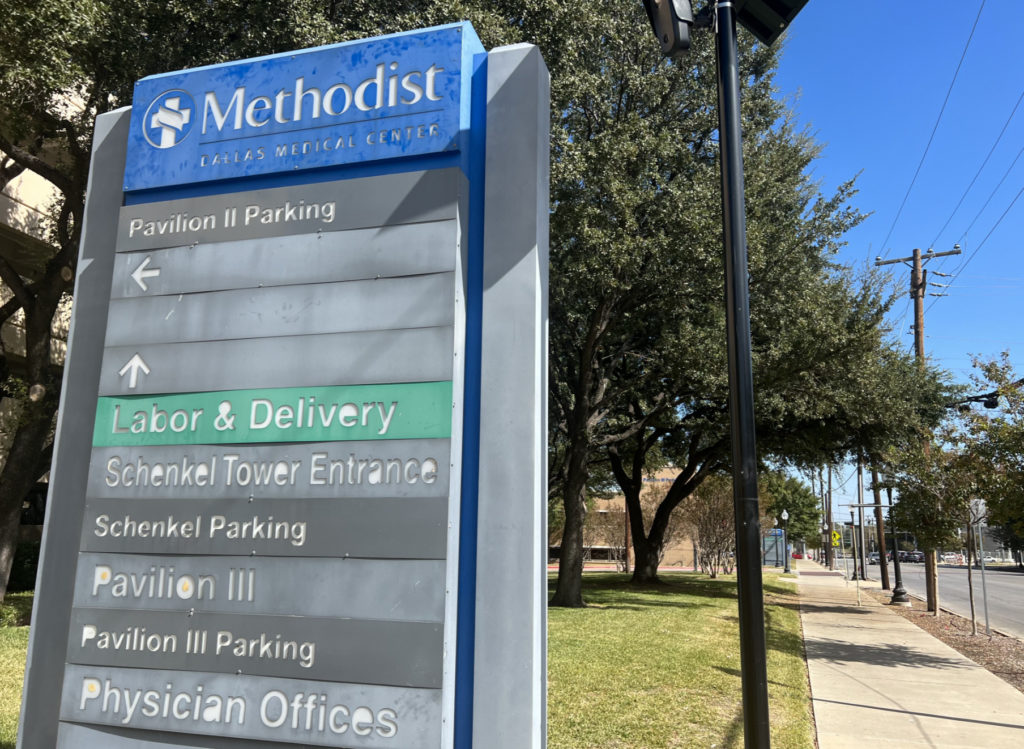 Methodist
DALLAS MEDICAL CENTER
Pavilion II Parking
Labor & Delivery
Schenkel Tower Entrance
Schenkel Parking
Pavilion III
Pavilion III Parking
Physician Offices